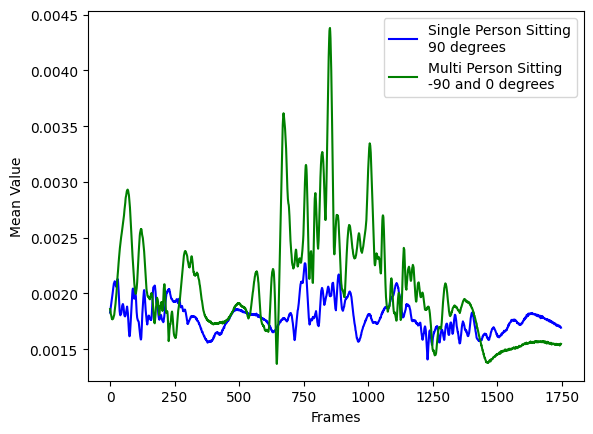 0.0045
0.0040
0.0035
0.0030
0.0025
0.0020
0.0015
Mean Value
Single Person Sitting
90 degrees
Multi Person Sitting
-90 and 0 degrees
0 250 500 750 1000 1250 1500 1750
Frames